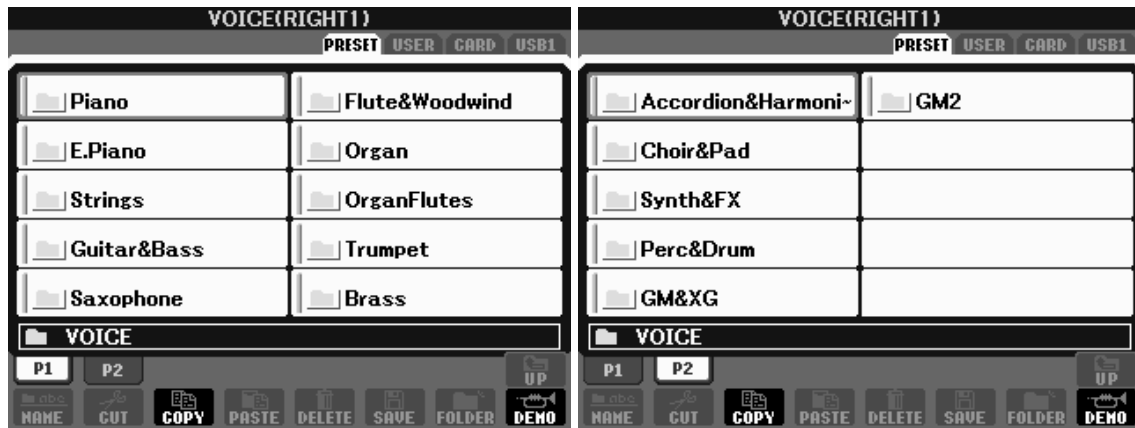 VOICE(RIGHT1)
PRESET USER CARD USB1
Piano
Flute&Woodwind
E.Piano
Organ
Strings
OrganFlutes
Guitar&Bass
Trumpet
Saxophone
Brass
VOICE
P1 P2
UP
abc
NAME CUT COPY PASTE DELETE SAVE FOLDER DEMO
VOICE(RIGHT1)
PRESET USER CARD USB1
Accordion&Harmoni~
GM2
Choir&Pad
Synth&FX
Perc&Drum
GM&XG
VOICE
P1 P2
UP
abc
NAME CUT COPY PASTE DELETE SAVE FOLDER DEMO